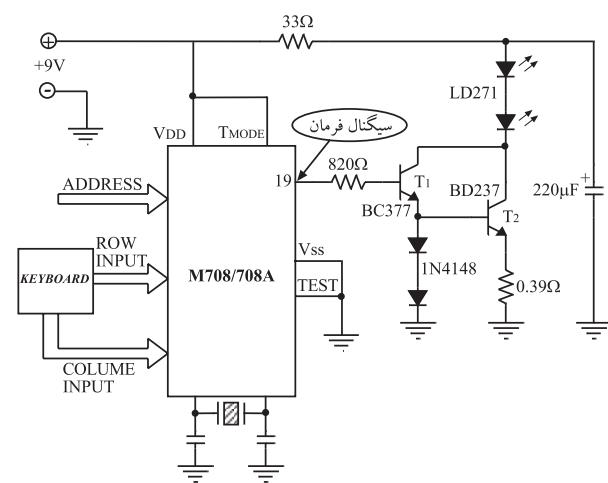 33Ω
+9V
LD271
سیگنال فرمان
VDD
TMODE
19
820Ω
T1
BD237
220µF
+
ADDRESS
BC377
T2
ROW
INPUT
VSS
KEYBOARD
M708/708A
TEST
1N4148
0.39Ω
COLUME
INPUT